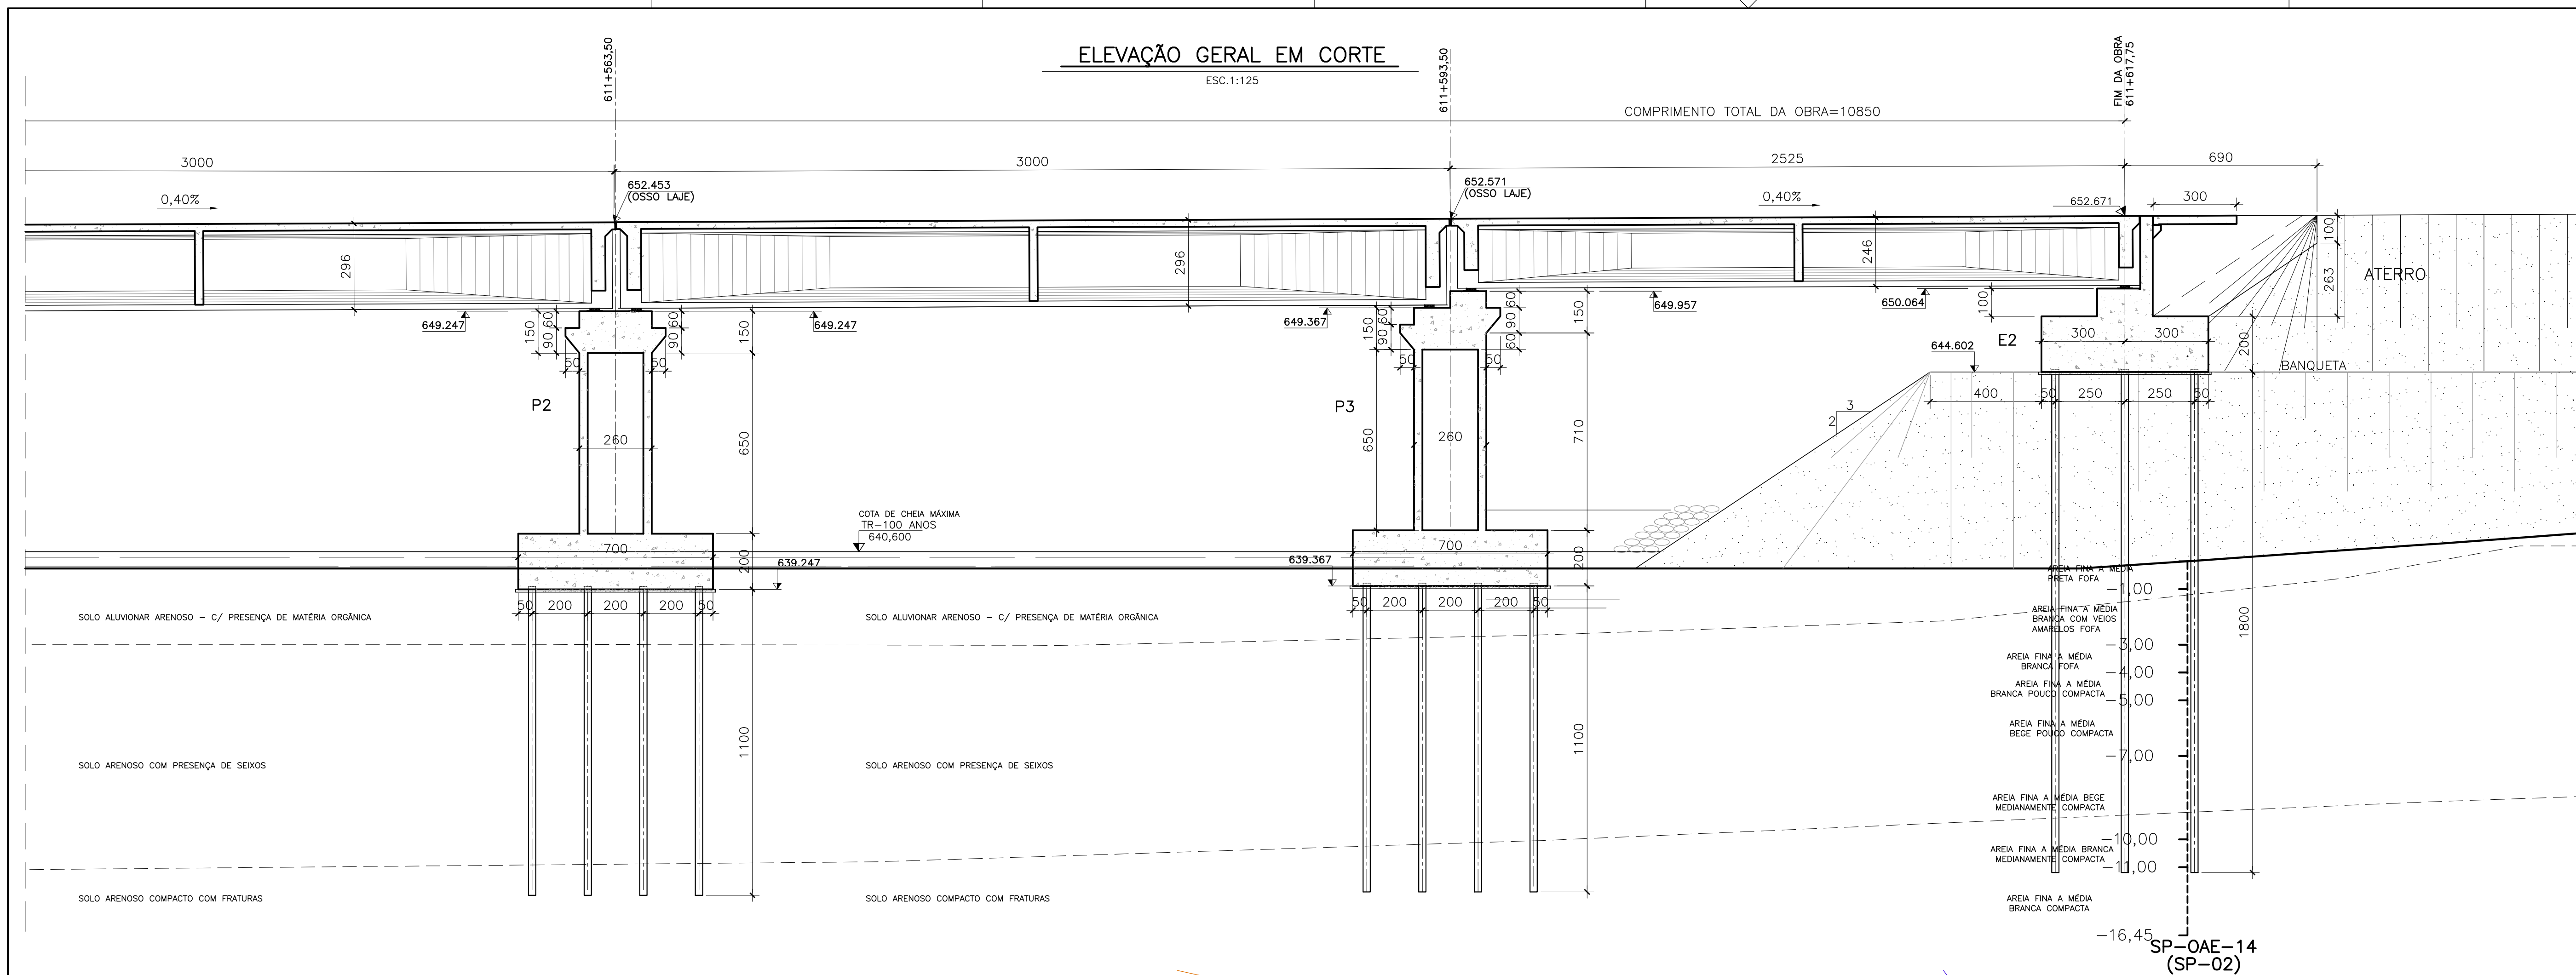 ELEVAÇÃO GERAL EM CORTE
ESC.1:125
611+563,50
611+593,50
FIM DA OBRA
611+617,75
COMPRIMENTO TOTAL DA OBRA=10850
3000
3000
2525
690
0,40%
652.453
(OSSO LAJE)
652.571
(OSSO LAJE)
0,40%
652.671
300
296
296
246
100
263
ATERRO
649.247
649.247
649.367
649.957
650.064
100
150
90
60
90
60
150
150
90
60
60
90
60
150
50
50
50
50
P2
P3
E2
300
300
200
644.602
BANQUETA
400
50
250
250
50
3
2
260
650
650
260
710
COTA DE CHEIA MÁXIMA
TR-100 ANOS
640,600
700
200
639.247
639.367
700
200
50
200
200
200
50
50
200
200
200
50
SOLO ALUVIONAR ARENOSO - C/ PRESENÇA DE MATÉRIA ORGÂNICA
SOLO ALUVIONAR ARENOSO - C/ PRESENÇA DE MATÉRIA ORGÂNICA
AREIA FINA A MÉDIA
PRETA FOFA
-1,00
AREIA FINA A MÉDIA
BRANCA COM VEIOS
AMARELOS FOFA
-3,00
AREIA FINA A MÉDIA
BRANCA FOFA
-4,00
AREIA FINA A MÉDIA
BRANCA POUCO COMPACTA
-5,00
AREIA FINA A MÉDIA
BEGE POUCO COMPACTA
-7,00
1800
1100
1100
SOLO ARENOSO COM PRESENÇA DE SEIXOS
SOLO ARENOSO COM PRESENÇA DE SEIXOS
AREIA FINA A MÉDIA BEGE
MEDIANAMENTE COMPACTA
-10,00
AREIA FINA A MÉDIA BRANCA
MEDIANAMENTE COMPACTA
-11,00
SOLO ARENOSO COMPACTO COM FRATURAS
SOLO ARENOSO COMPACTO COM FRATURAS
AREIA FINA A MÉDIA
BRANCA COMPACTA
-16,45
SP-OAE-14
(SP-02)